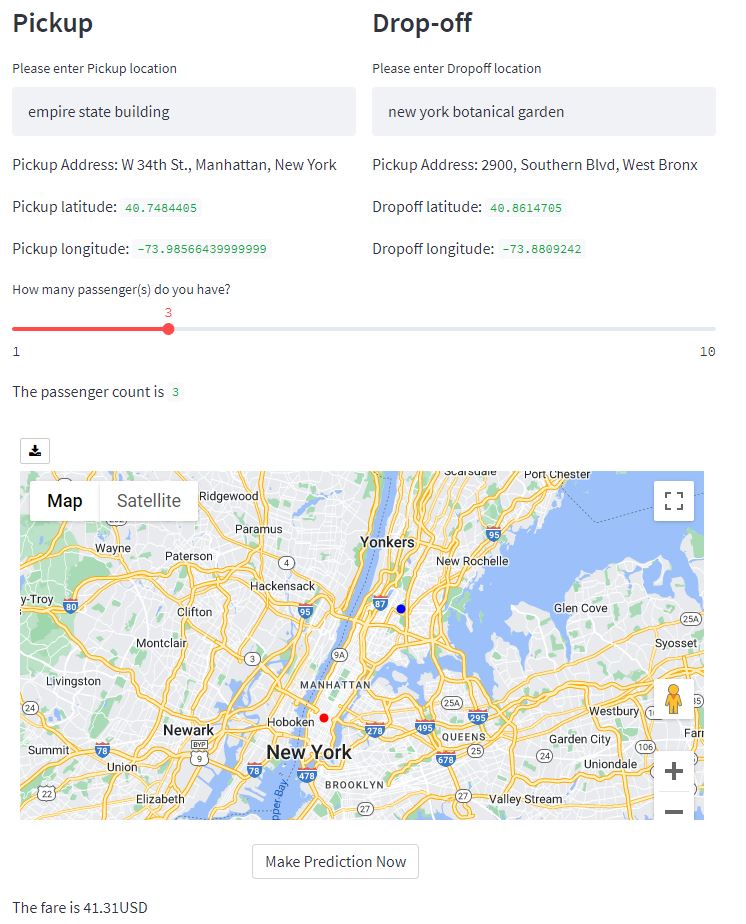 Pickup
Drop-off
Please enter Pickup location
Please enter Dropoff location
empire state building
new york botanical garden
Pickup Address: W 34th St., Manhattan, New York
Pickup Address: 2900, Southern Blvd, West Bronx
Pickup latitude: 40.7484405
Dropoff latitude: 40.8614705
Pickup longitude: -73.98566439999999
Dropoff longitude: -73.8809242
How many passenger(s) do you have?
3
1
10
The passenger count is 3
Map
Satellite
Scarsdale
Port Chester
Ridgewood
Paramus
Wayne
Paterson
4
Yonkers
95
New Rochelle
Hackensack
y-Troy
80
95
87
Clifton
Glen Cove
25A
Montclair
3
9A
Syosset
Livingston
MANHATTAN
24
Hoboken
25A
295
Westbury
Newark
278
495
QUEENS
Garden City
BYP
9
New York
25
106
Summit
78
Union
78
478
678
24
Uniondale
22
Elizabeth
BROOKLYN
27
27
Valley Stream
pper Bay
Make Prediction Now
The fare is 41.31USD